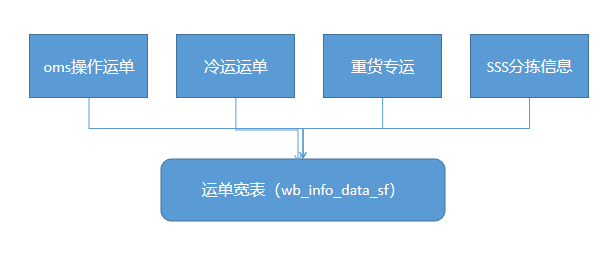 oms操作运单
冷运运单
重货专运
SSS分拣信息
运单宽表（wb_info_data_sf）